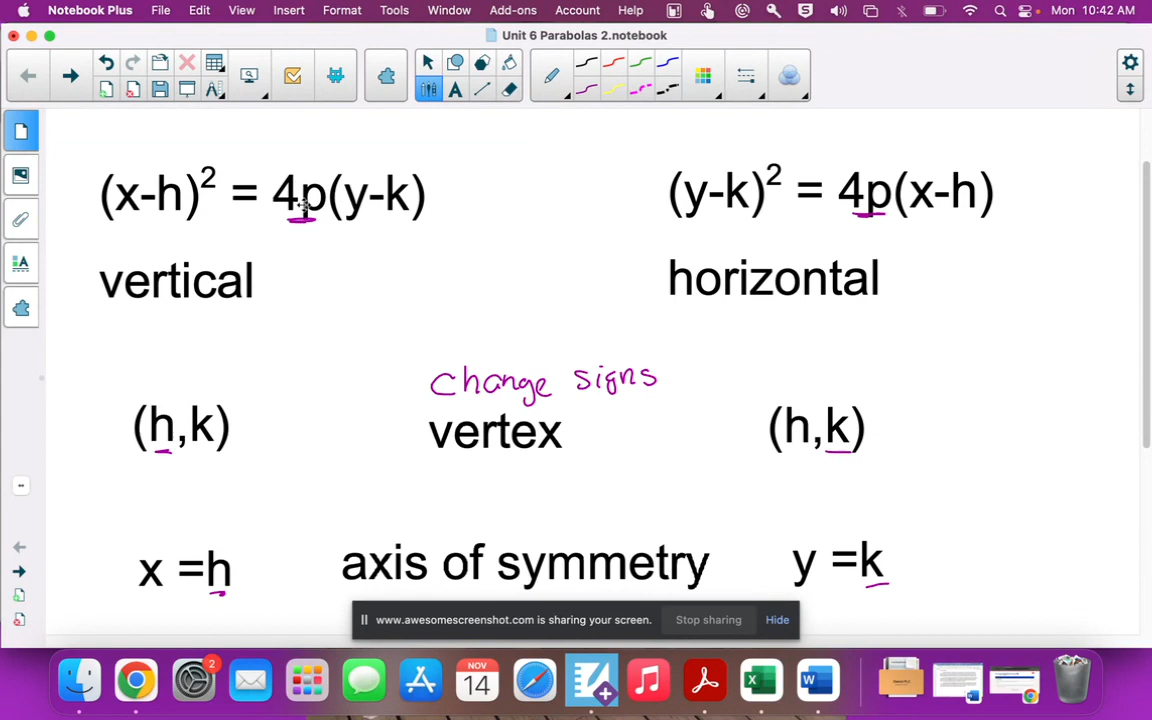 Notebook Plus File Edit View Insert Format Tools Window Add-ons Account Help Mon 10:42 AM
Unit 6 Parabolas 2.notebook
(x-h)² = 4p(y-k) (y-k)² = 4p(x-h)
vertical horizontal
change signs
(h,k) vertex (h,k)
x =h axis of symmetry y =k
www.awesomescreenshot.com is sharing your screen. Stop sharing Hide
2 NOV
14